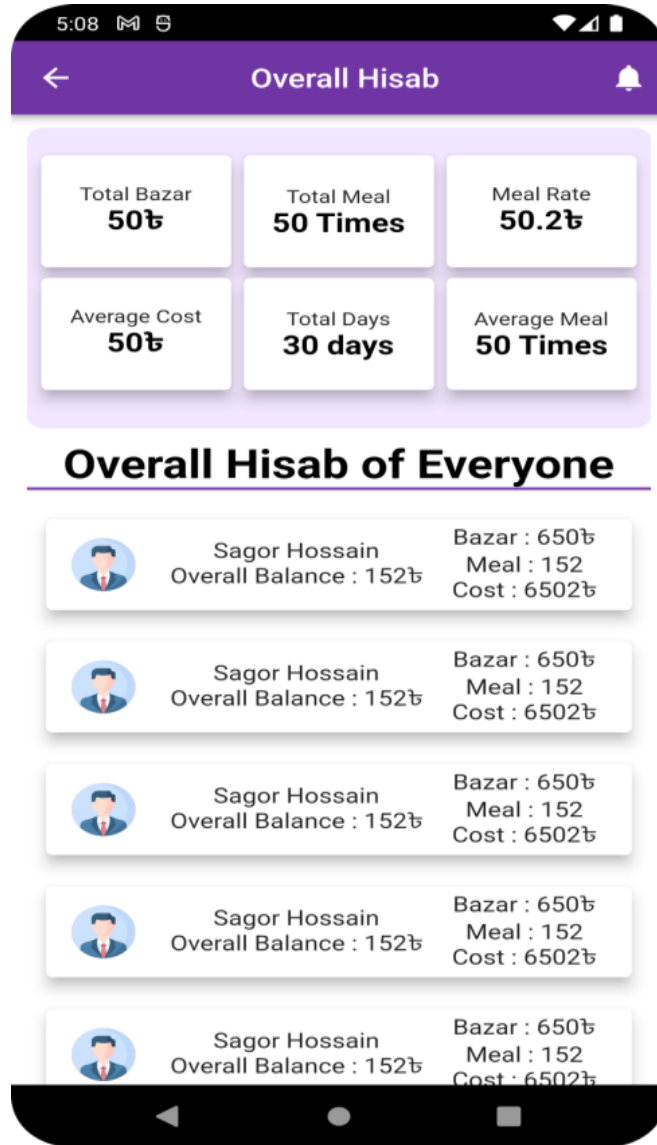 5:08
Overall Hisab
Total Bazar
50৳
Total Meal
50 Times
Meal Rate
50.2৳
Average Cost
50৳
Total Days
30 days
Average Meal
50 Times
Overall Hisab of Everyone
Sagor Hossain
Overall Balance : 152৳
Bazar : 650৳
Meal : 152
Cost : 6502৳
Sagor Hossain
Overall Balance : 152৳
Bazar : 650৳
Meal : 152
Cost : 6502৳
Sagor Hossain
Overall Balance : 152৳
Bazar : 650৳
Meal : 152
Cost : 6502৳
Sagor Hossain
Overall Balance : 152৳
Bazar : 650৳
Meal : 152
Cost : 6502৳
Sagor Hossain
Overall Balance : 152৳
Bazar : 650৳
Meal : 152
Cost : 6502৳